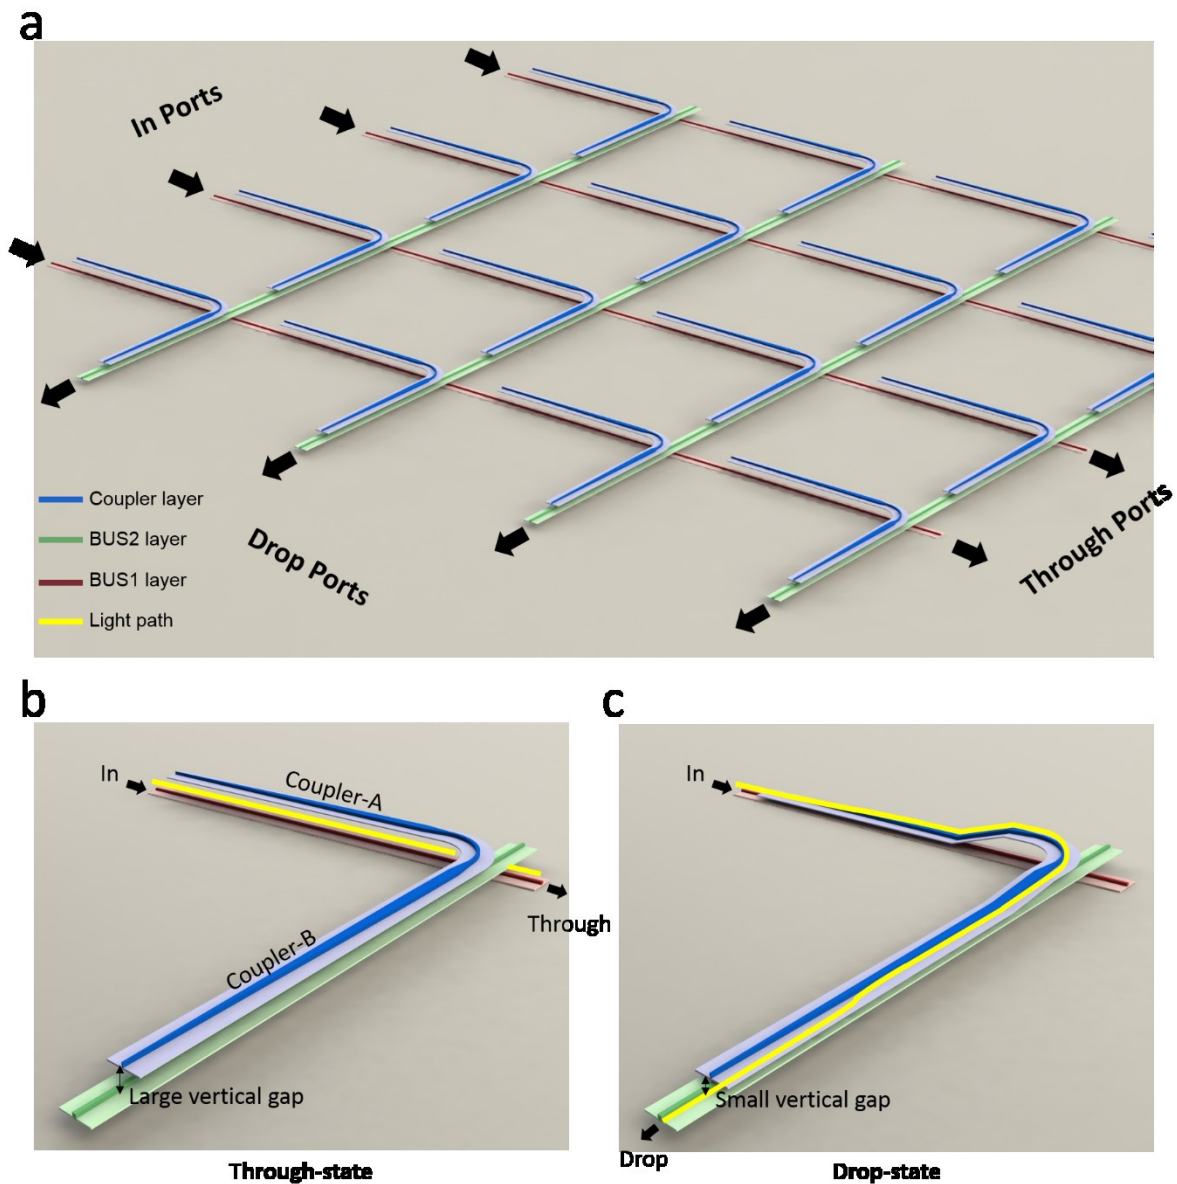 a
In Ports
Coupler layer
BUS2 layer
BUS1 layer
Light path
Drop Ports
Through Ports
b
In
Coupler-A
Through
Coupler-B
Large vertical gap
Through-state
c
In
Small vertical gap
Drop
Drop-state